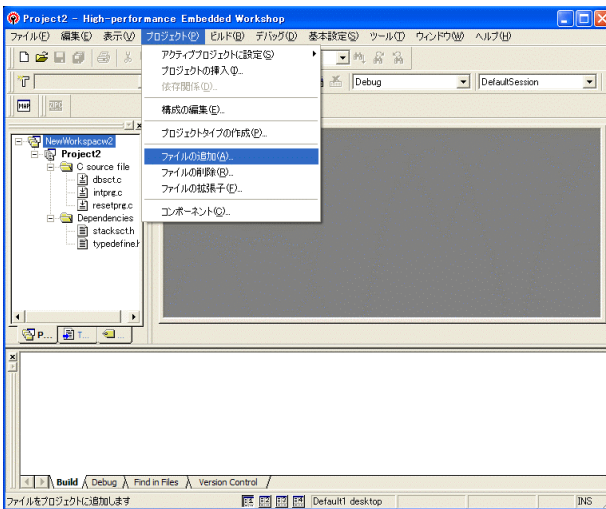 Project2 - High-performance Embedded Workshop
ファイル(F) 編集(E) 表示(V) プロジェクト(P) ビルド(B) デバッグ(D) 基本設定(S) ツール(T) ウィンドウ(W) ヘルプ(H)
アクティブプロジェクトに設定(S)
プロジェクトの挿入(I)...
依存関係(D)...
構成の編集(E)...
プロジェクトタイプの作成(P)...
ファイルの追加(A)...
ファイルの削除(R)...
ファイルの拡張子(F)...
コンポーネント(C)...
Debug
DefaultSession
MAP
NewWorkspacw2
Project2
C source file
dbsct.c
intprg.c
resetprg.c
Dependencies
stacksct.h
typedefine.h
P... T...
Build Debug Find in Files Version Control
ファイルをプロジェクトに追加します
Default1 desktop
INS